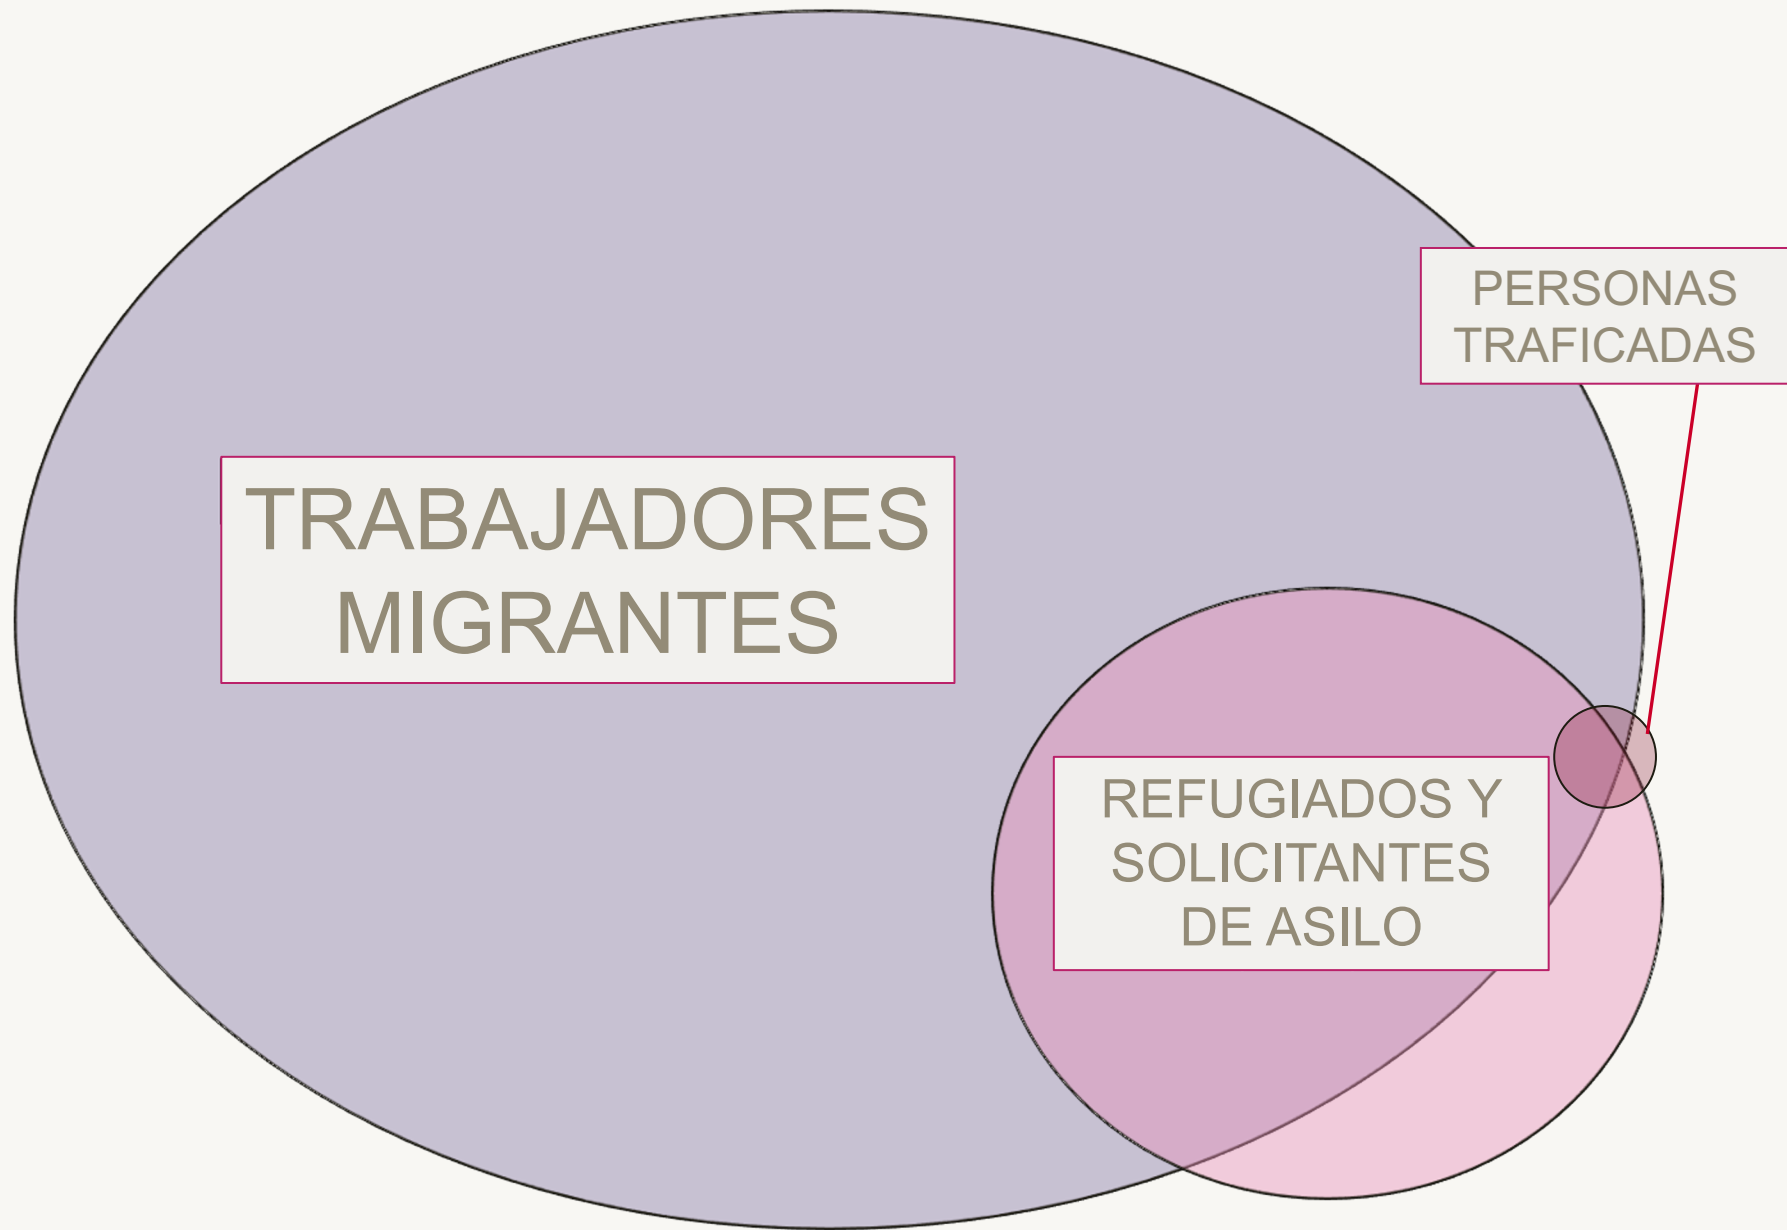 PERSONAS
TRAFICADAS
TRABAJADORES
MIGRANTES
REFUGIADOS Y
SOLICITANTES
DE ASILO